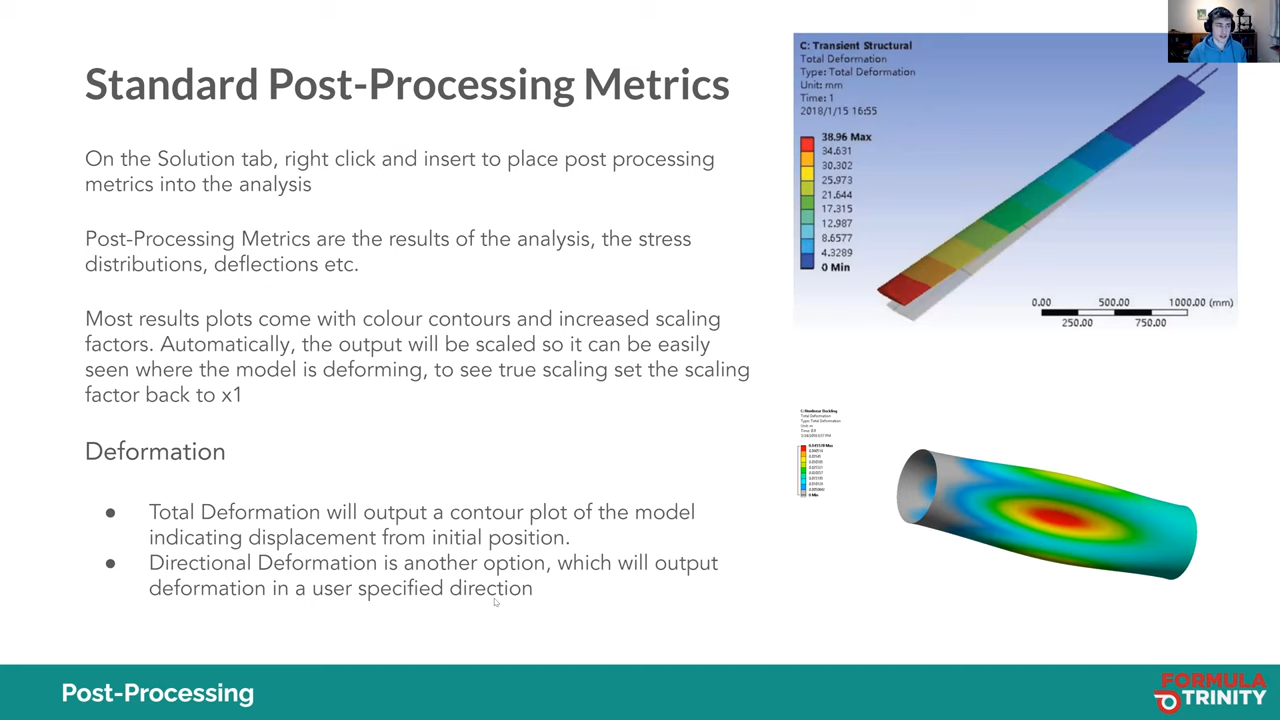 Standard Post-Processing Metrics
On the Solution tab, right click and insert to place post processing
metrics into the analysis
Post-Processing Metrics are the results of the analysis, the stress
distributions, deflections etc.
Most results plots come with colour contours and increased scaling
factors. Automatically, the output will be scaled so it can be easily
seen where the model is deforming, to see true scaling set the scaling
factor back to x1
Deformation
● Total Deformation will output a contour plot of the model
indicating displacement from initial position.
● Directional Deformation is another option, which will output
deformation in a user specified direction
C: Transient Structural
Total Deformation
Type: Total Deformation
Unit: mm
Time: 1
2018/1/15 16:55
38.96 Max
34.631
30.302
25.973
21.644
17.315
12.987
8.6577
4.3289
0 Min
0.00 500.00 1000.00 (mm)
250.00 750.00
Total Deformation
Type: Total Deformation
0 Min
Post-Processing
FORMULA
TRINITY